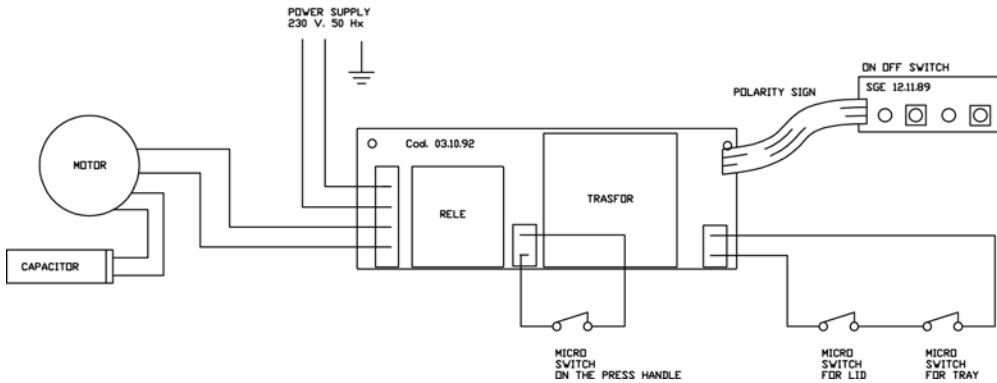 POWER SUPPLY
230 V. 50 Hx
ON OFF SWITCH
SGE 12.11.89
POLARITY SIGN
Cod. 03.10.92
MOTOR
RELE
TRASFOR
CAPACITOR
MICRO
SWITCH
ON THE PRESS HANDLE
MICRO
SWITCH
FOR LID
MICRO
SWITCH
FOR TRAY